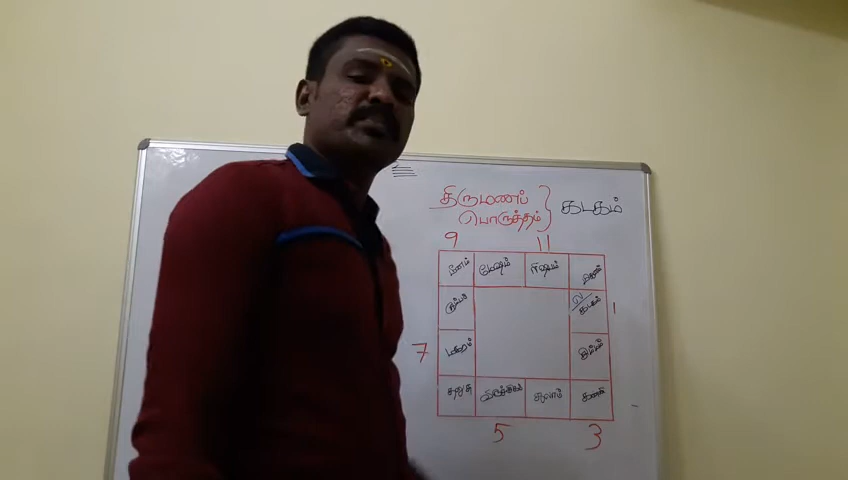 திருமணப்
பொருத்தம்
கடகம்
9 11
மீனம் மேஷம் ரிஷபம் மிதுனம்
கும்பம் ல கடகம் 1
7 மகரம் சிம்மம்
தனுசு விருச்சிகம் துலாம் கன்னி
5 3